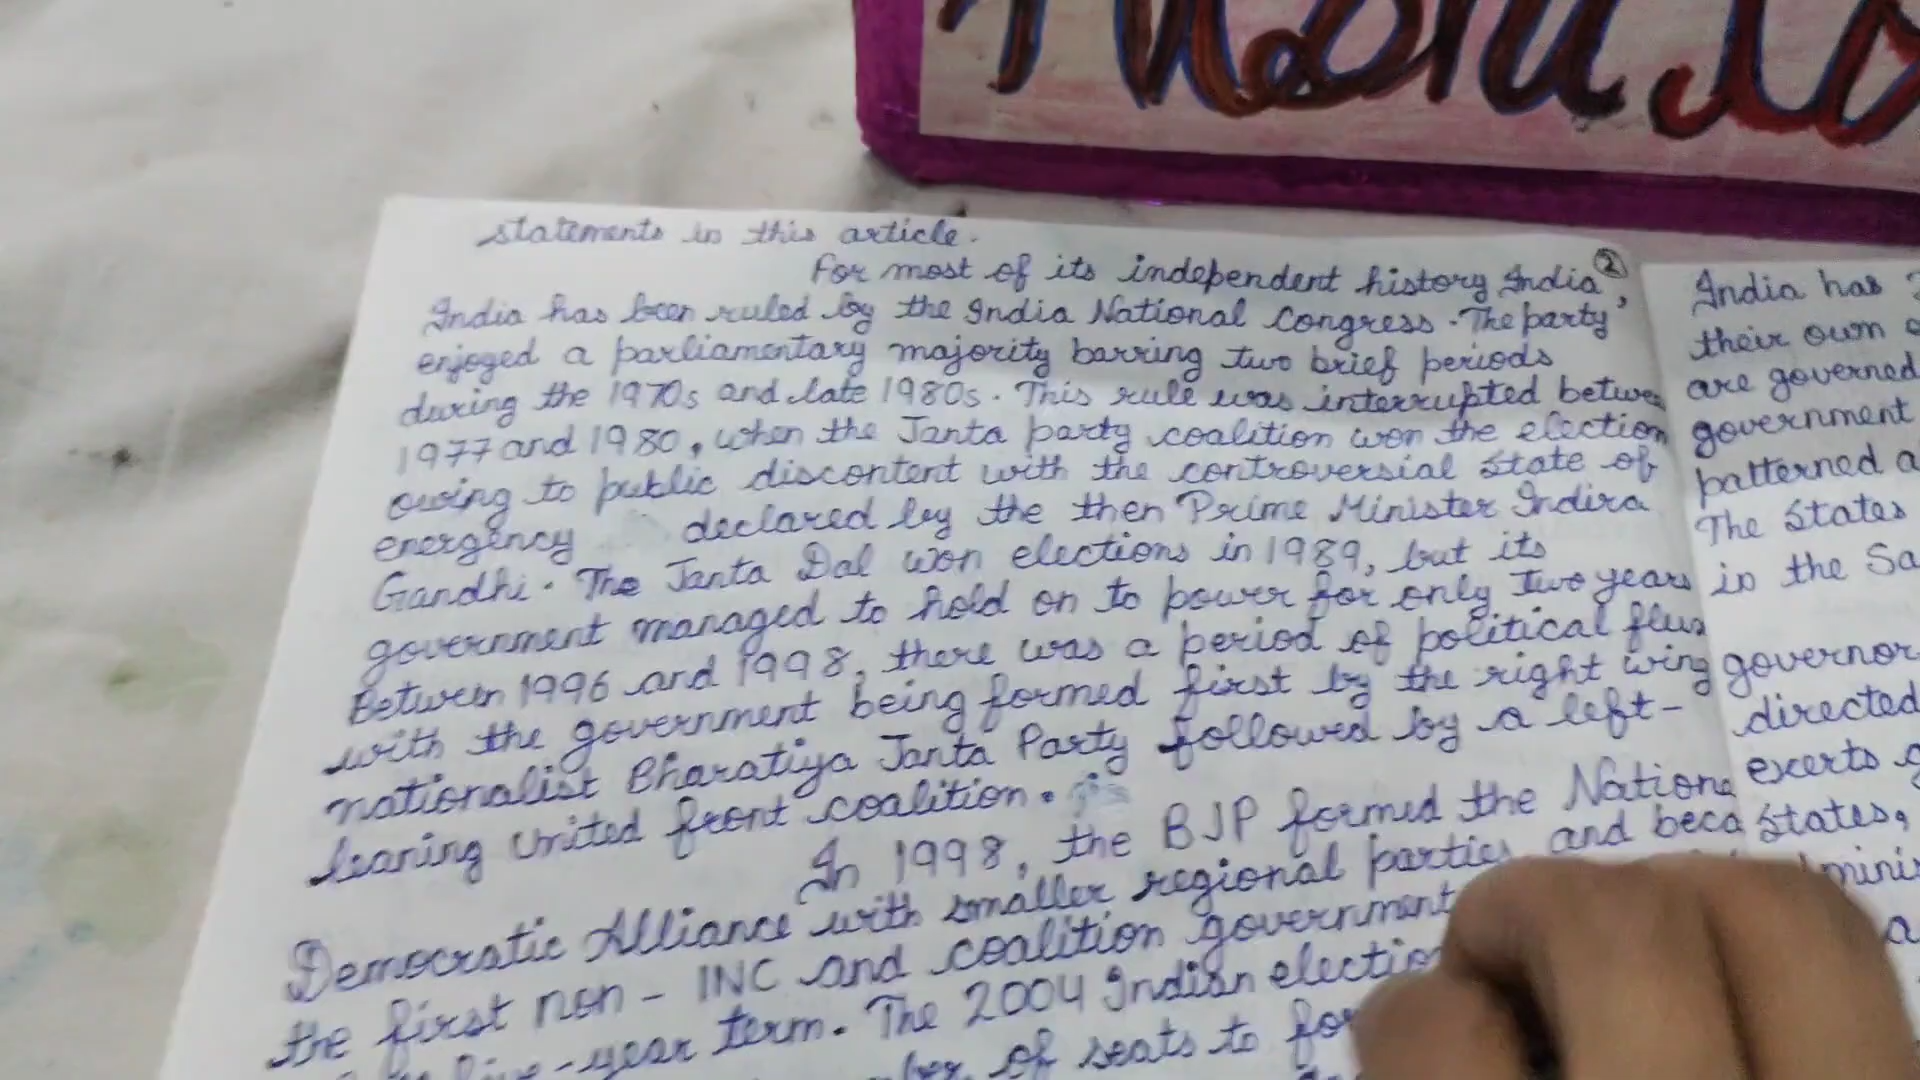 statements in this article.
②
For most of its independent history India,
India has been ruled by the India National Congress. The party
enjoyed a parliamentary majority barring two brief periods
during the 1970s and late 1980s. This rule was interrupted betwee
1977 and 1980, when the Janta party coalition won the election
owing to public discontent with the controversial state of
energency declared by the then Prime Minister Indira
Gandhi. The Janta Dal won elections in 1989, but its
government managed to hold on to power for only two years
Between 1996 and 1998, there was a period of political flux
with the government being formed first by the right wing
nationalist Bharatiya Janta Party followed by a left-
leaning united front coalition.
In 1998, the BJP formed the Nationa
Democratic Alliance with smaller regional parties and beca
the first non-INC and coalition government
five-year term. The 2004 Indian election
of seats to for
India has
their own
are governed
government
patterned a
The States
in the Sa
governor
directed
exerts
States,